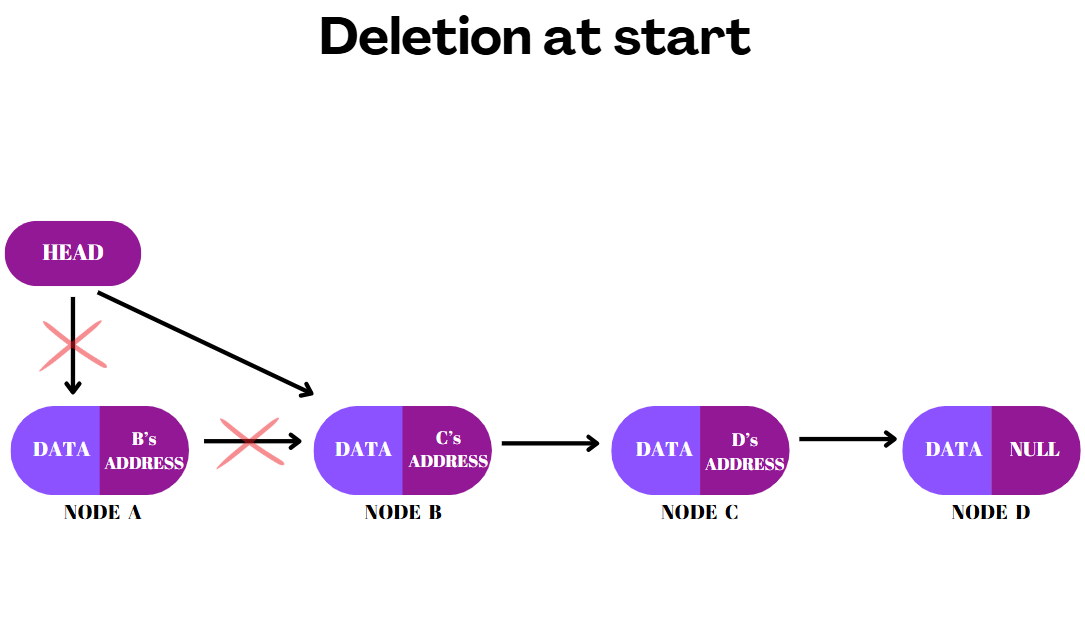 Deletion at start
HEAD
DATA
B's
ADDRESS
DATA
C's
ADDRESS
DATA
D's
ADDRESS
DATA
NULL
NODE A
NODE B
NODE C
NODE D